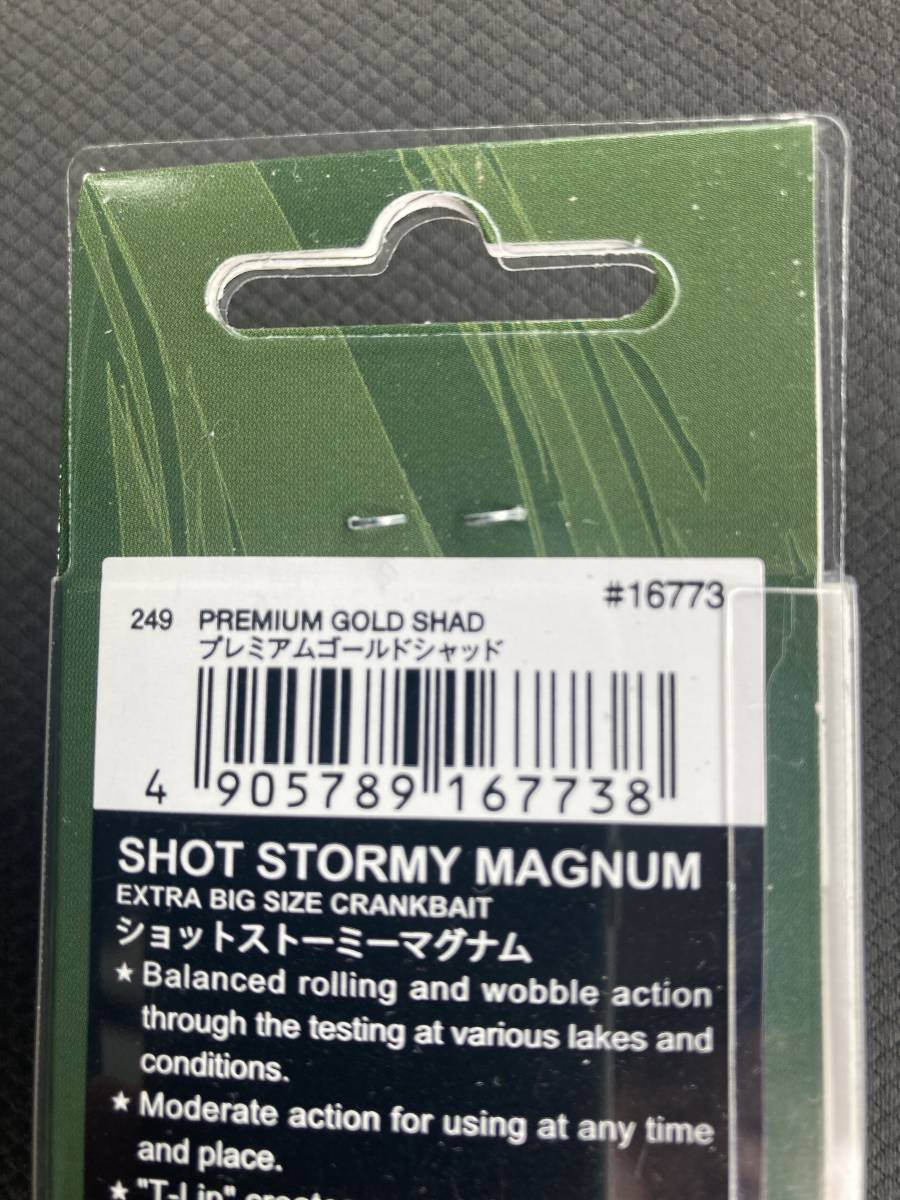 #16773
249 PREMIUM GOLD SHAD
プレミアムゴールドシャッド
4 905789 167738
SHOT STORMY MAGNUM
EXTRA BIG SIZE CRANKBAIT
ショットストーミーマグナム
★Balanced rolling and wobble action
through the testing at various lakes and
conditions.
★Moderate action for using at any time
and place.
★"T-Lip"